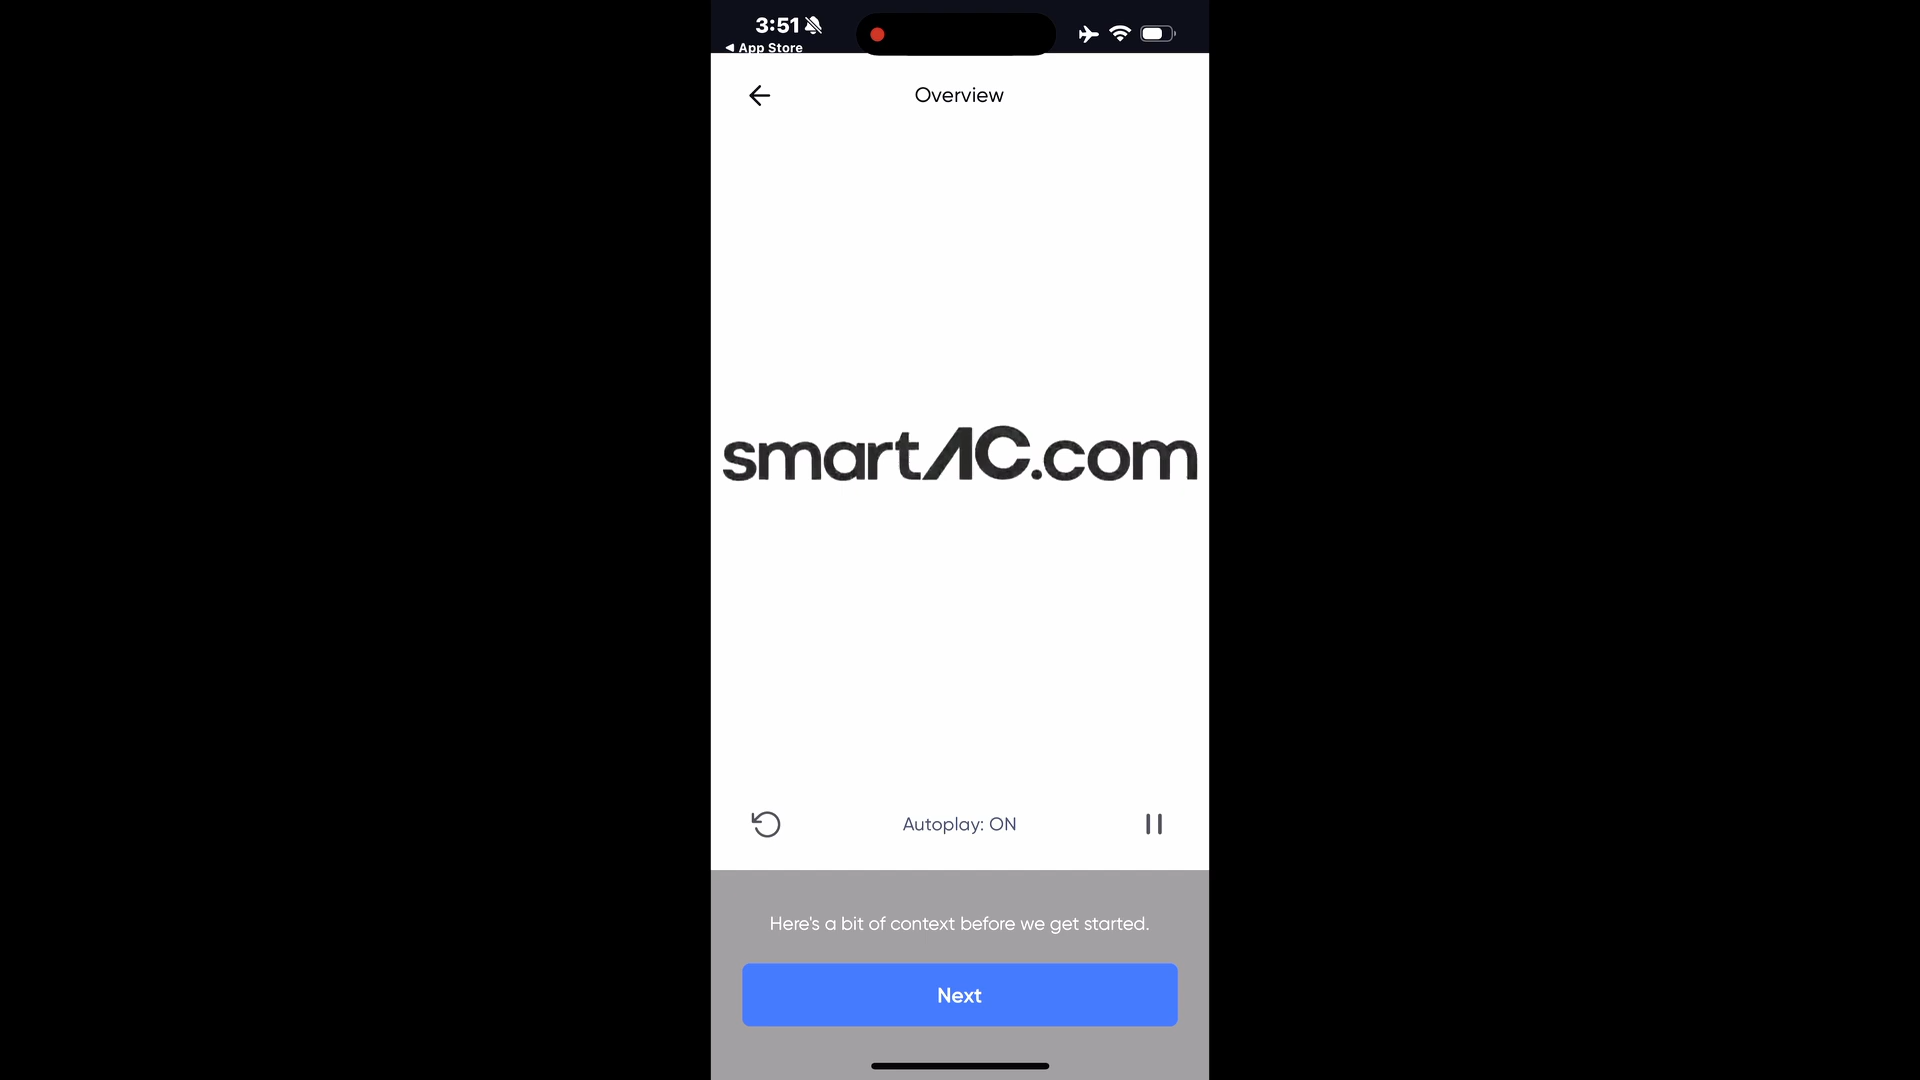 3:51
◀ App Store
Overview
smartAC.com
Autoplay: ON
Here's a bit of context before we get started.
Next